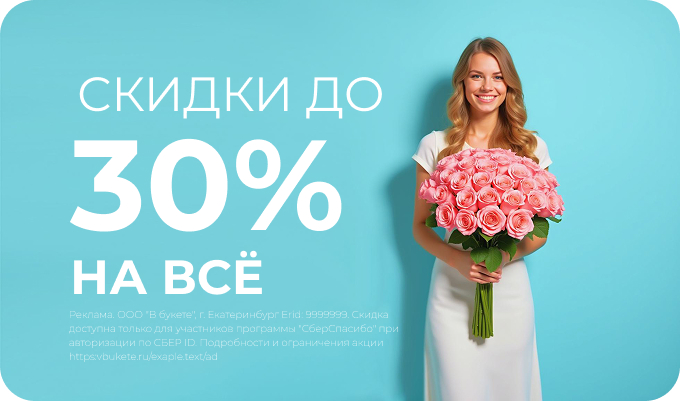 СКИДКИ ДО
30%
НА ВСЁ
Реклама. ООО "В букете", г. Екатеринбург Erid: 9999999. Скидка
доступна только для участников программы "СберСпасибо" при
авторизации по СБЕР ID. Подробности и ограничения акции
https:vbukete.ru/exaple.text/ad